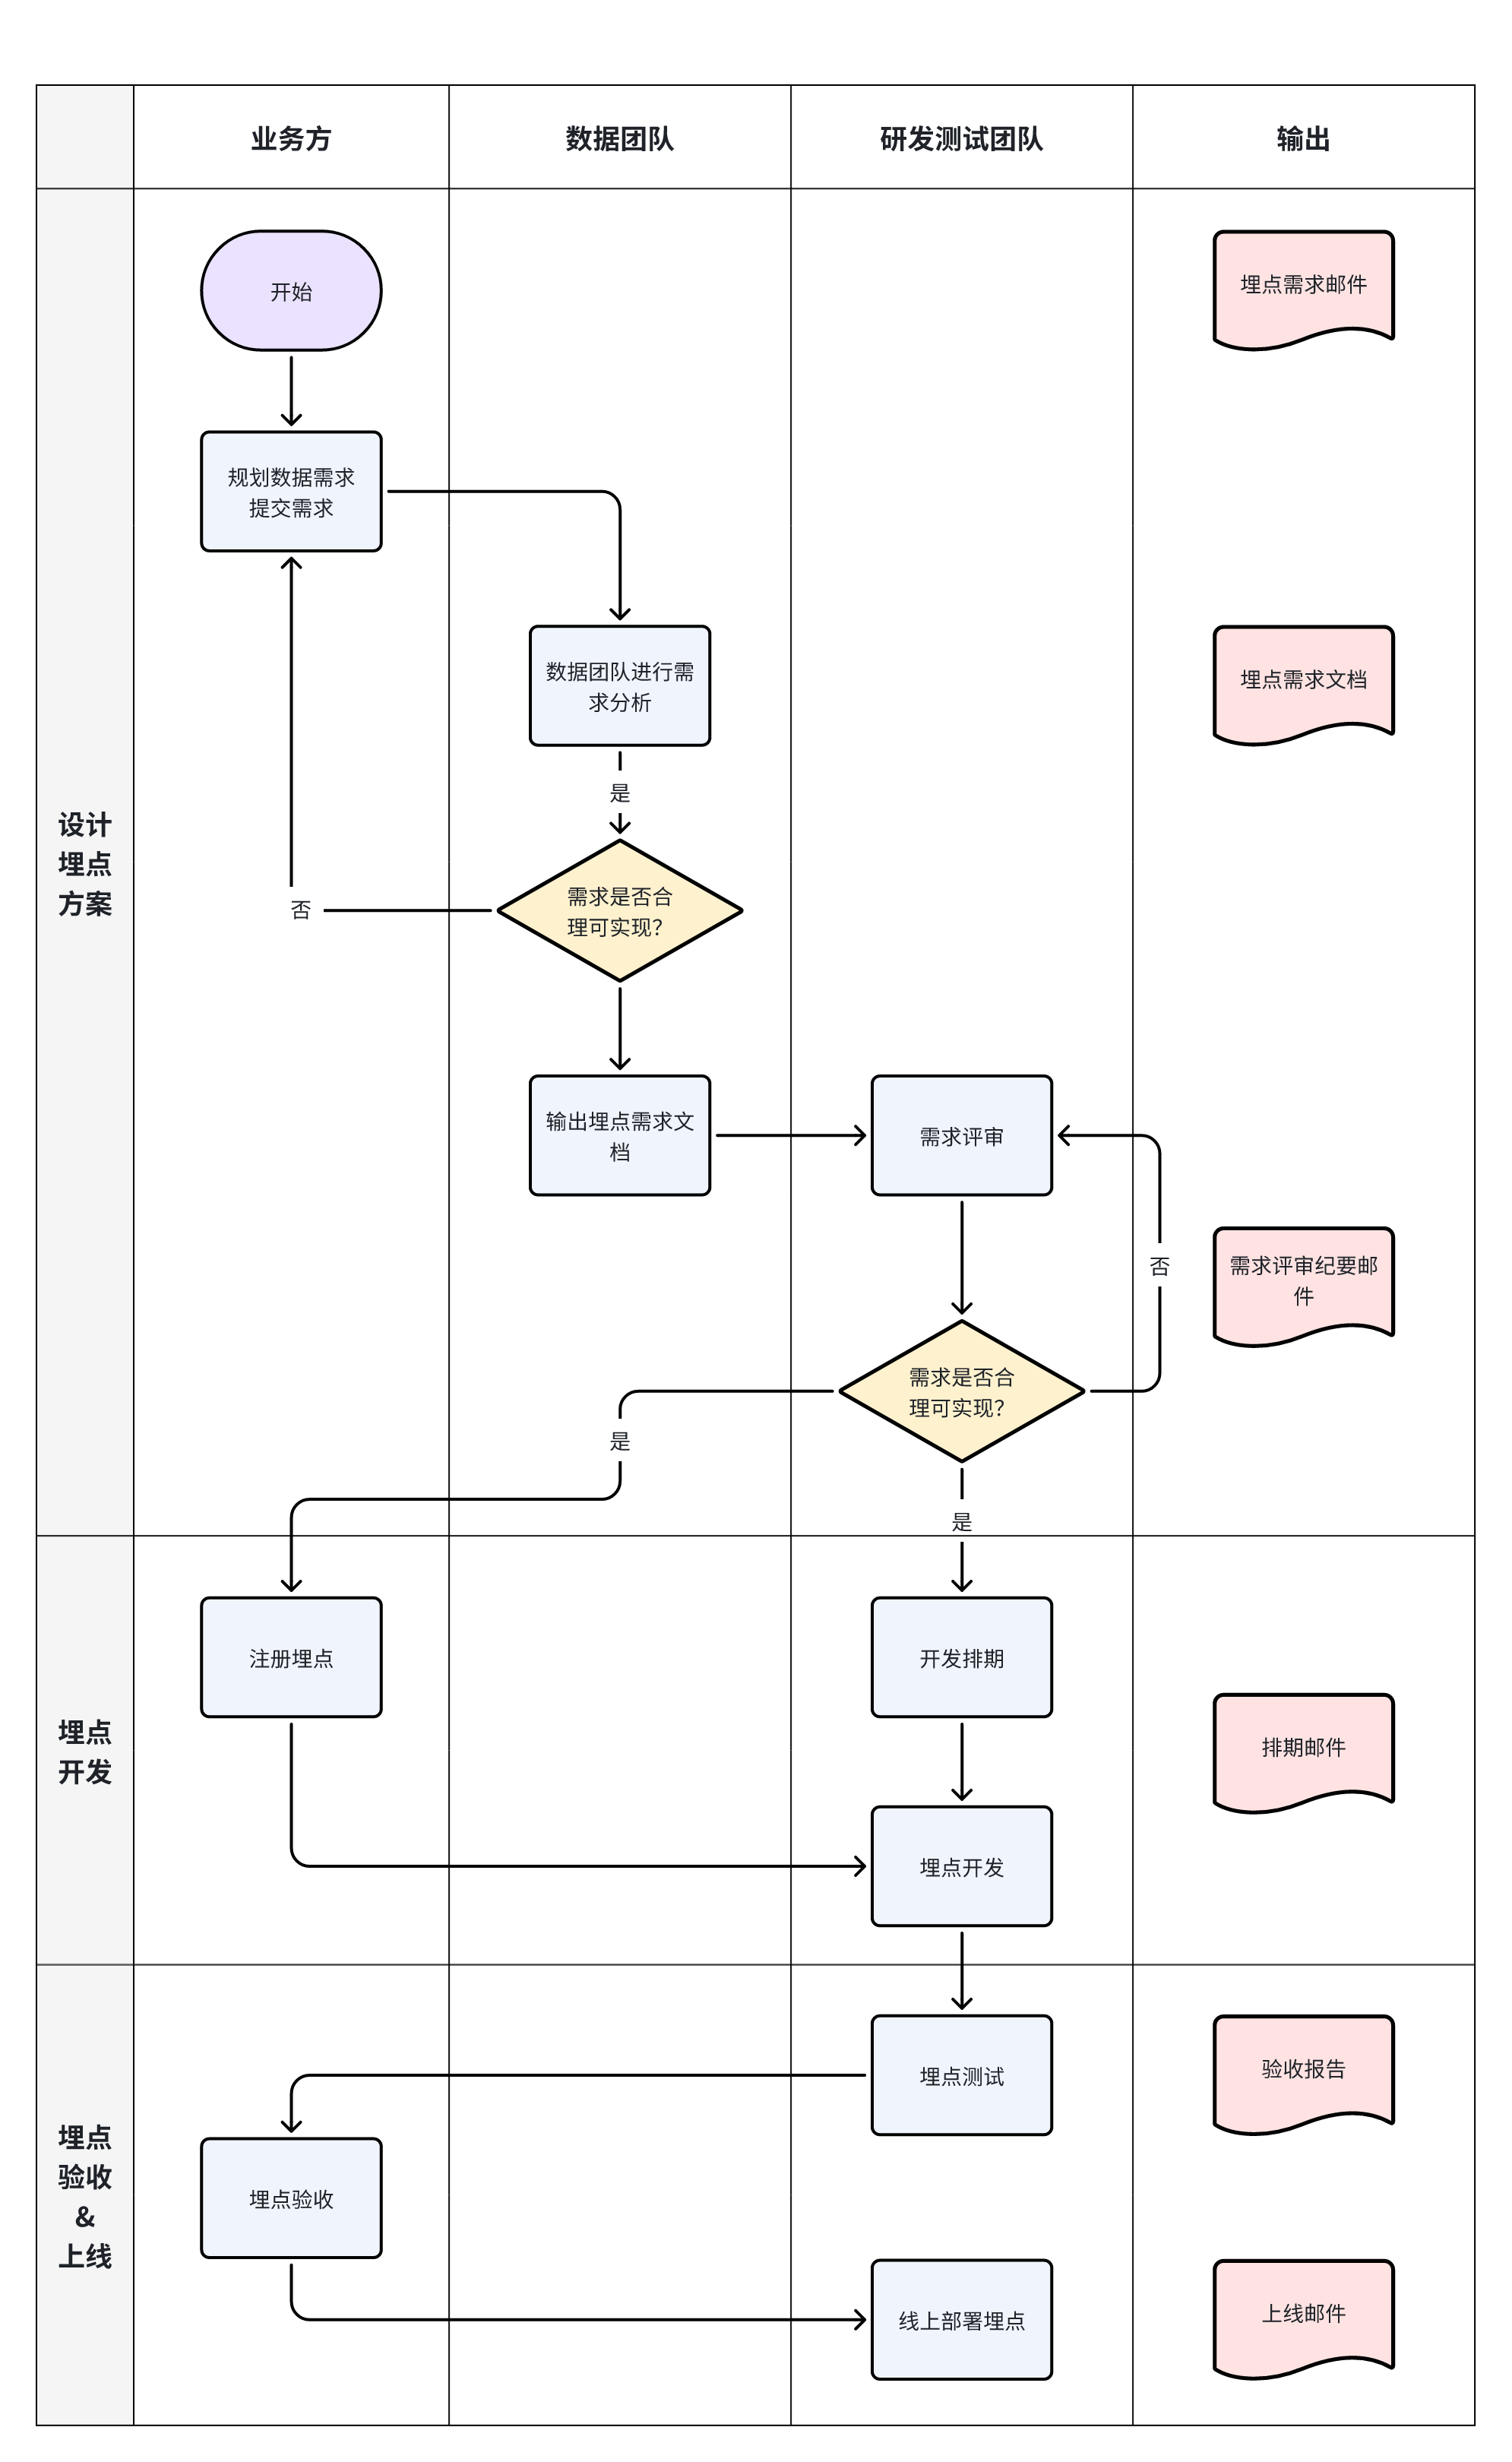 业务方
数据团队
研发测试团队
输出
设计
埋点
方案
开始
埋点需求邮件
规划数据需求
提交需求
数据团队进行需
求分析
埋点需求文档
是
需求是否合
理可实现？
否
输出埋点需求文
档
需求评审
否
需求评审纪要邮
件
需求是否合
理可实现？
是
是
埋点
开发
注册埋点
开发排期
排期邮件
埋点开发
埋点
验收
&
上线
埋点测试
验收报告
埋点验收
线上部署埋点
上线邮件